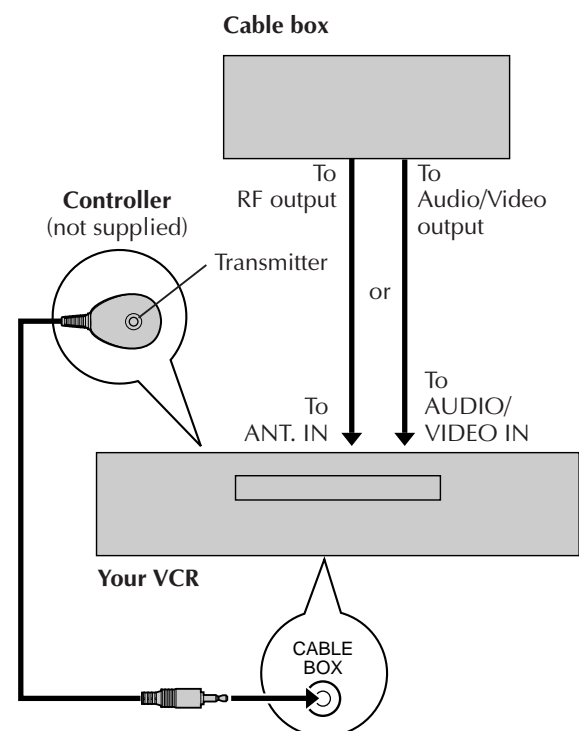 Cable box
To
RF output
To
Audio/Video
output
Controller
(not supplied)
Transmitter
or
To
ANT. IN
To
AUDIO/
VIDEO IN
Your VCR
CABLE
BOX